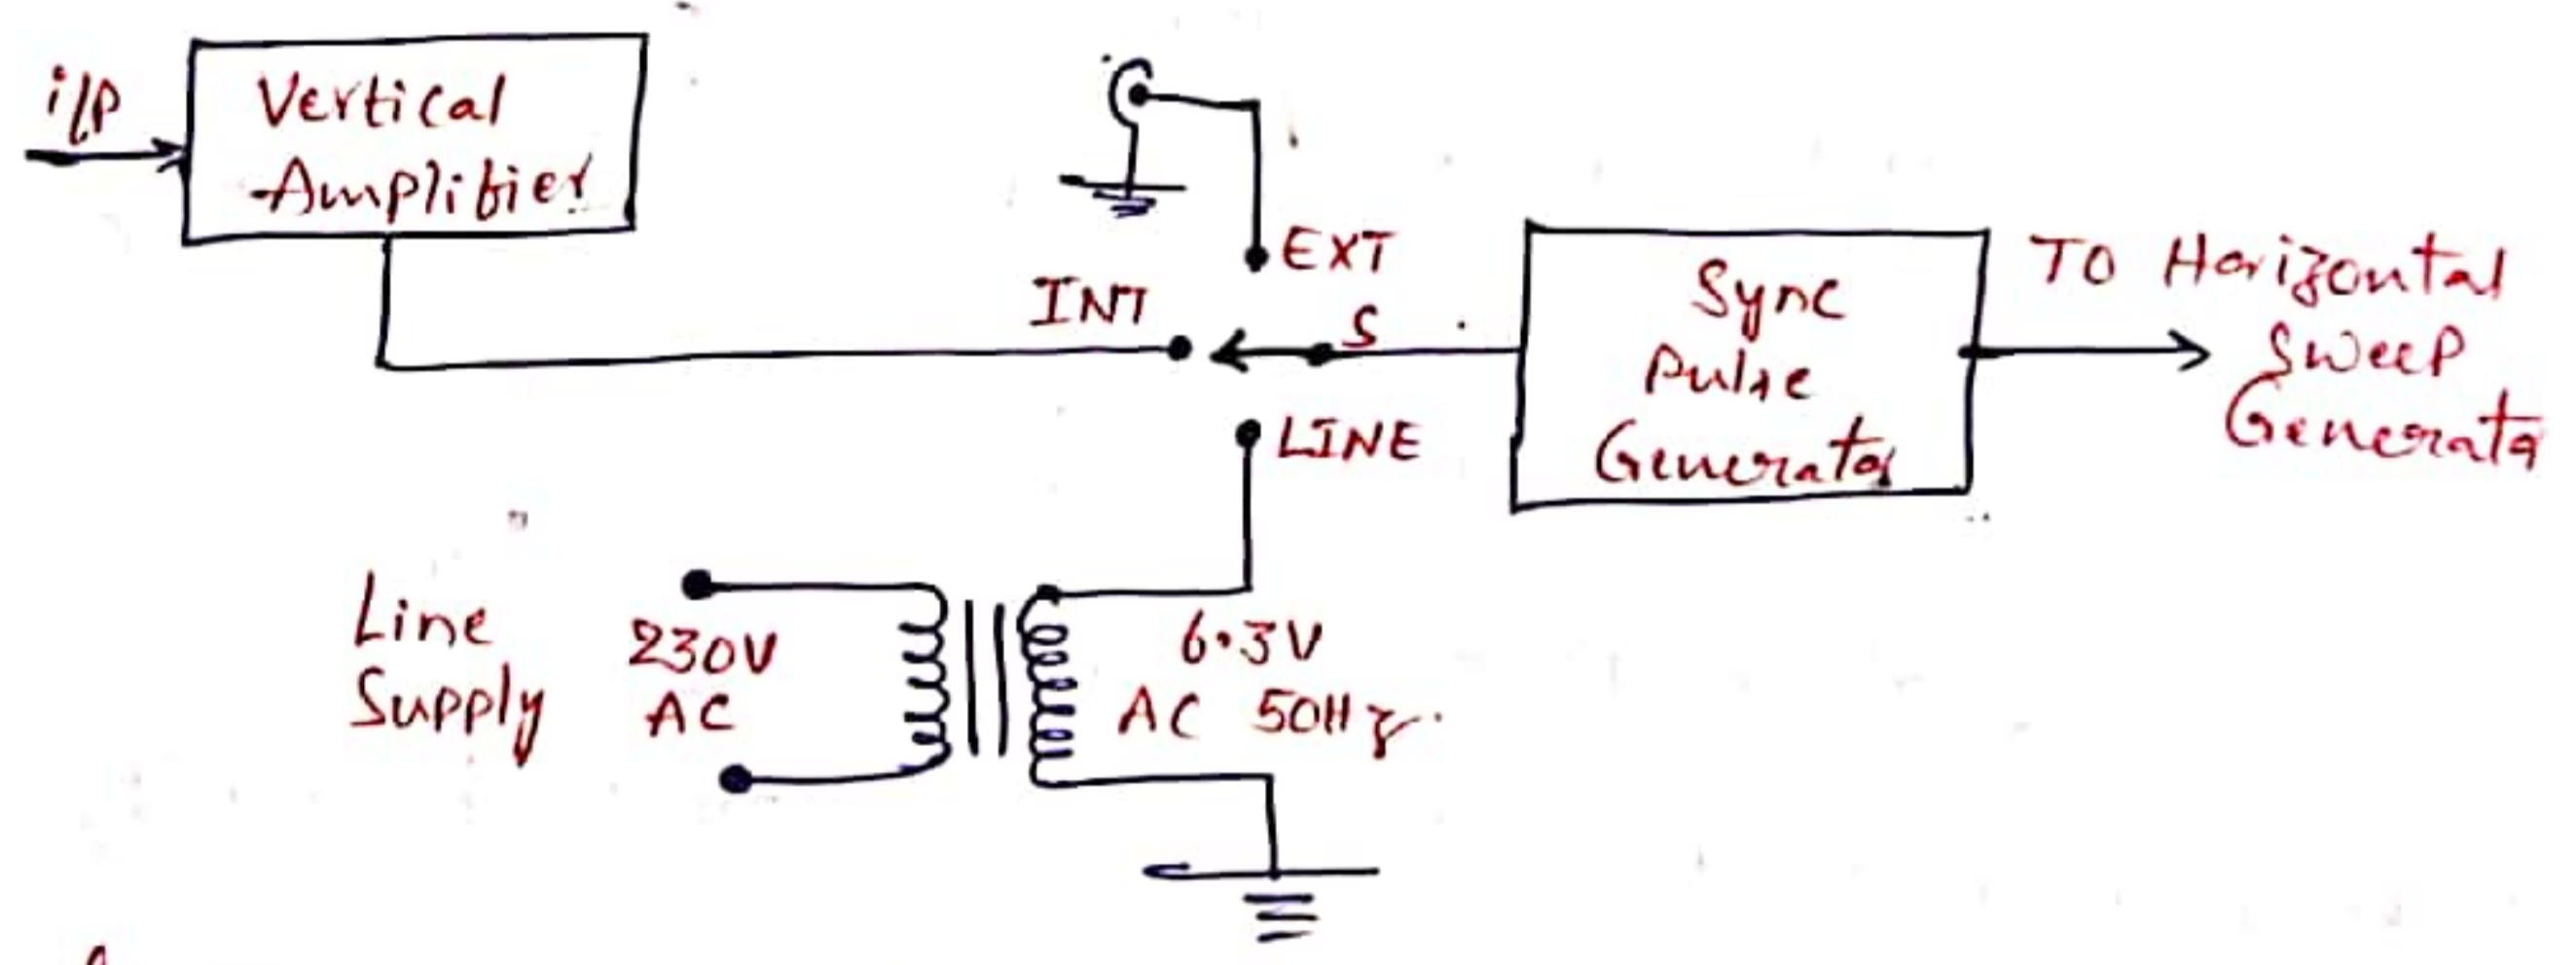 i/p
Vertical
Amplifier
EXT
INT
S
LINE
Sync
Pulse
Generator
TO Horizontal
Sweep
Generator
Line
Supply
230V
AC
6.3V
AC 50Hz.